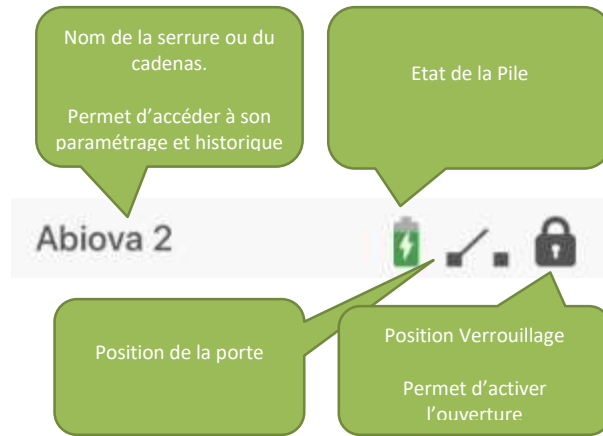 Nom de la serrure ou du
cadenas.
Permet d'accéder à son
paramétrage et historique
Etat de la Pile
Abiova 2
Position de la porte
Position Verrouillage
Permet d'activer
l'ouverture